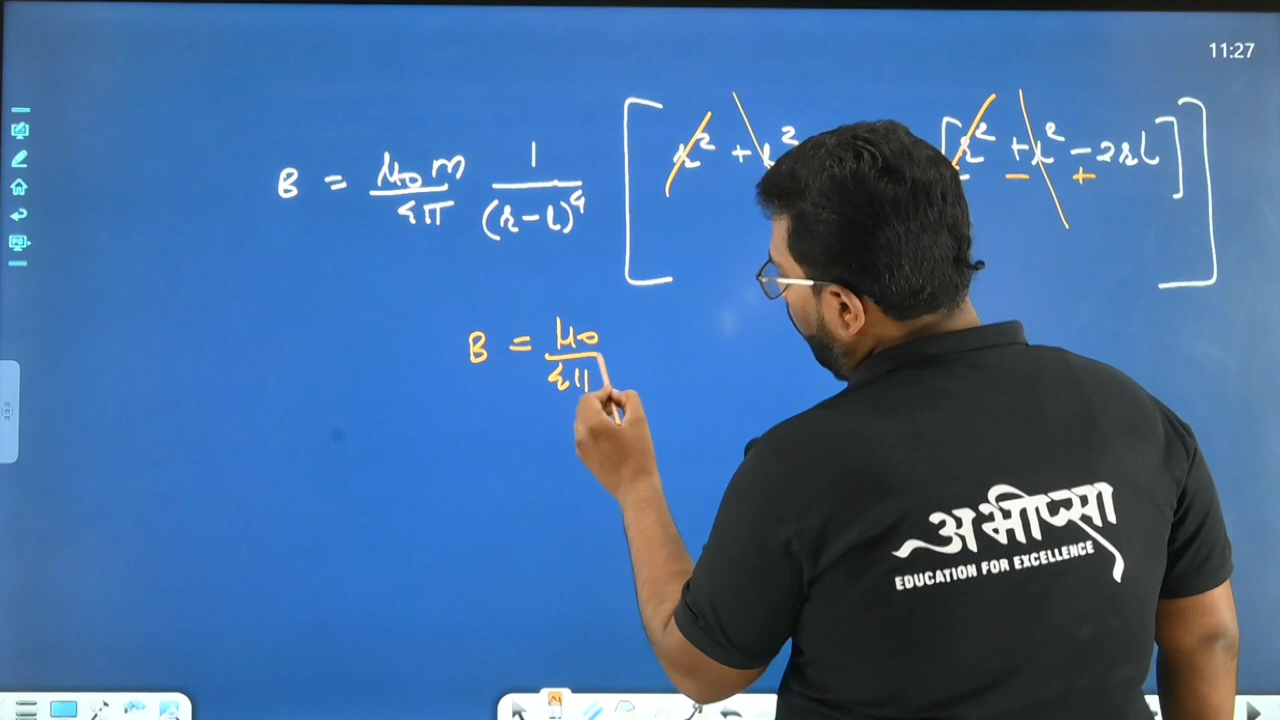 11:27
B = μ₀m/4π 1/(r-l)⁴ [r² + l² [r² + l² - 2rl]]
B = μ₀/4π
अभीप्सा
EDUCATION FOR EXCELLENCE